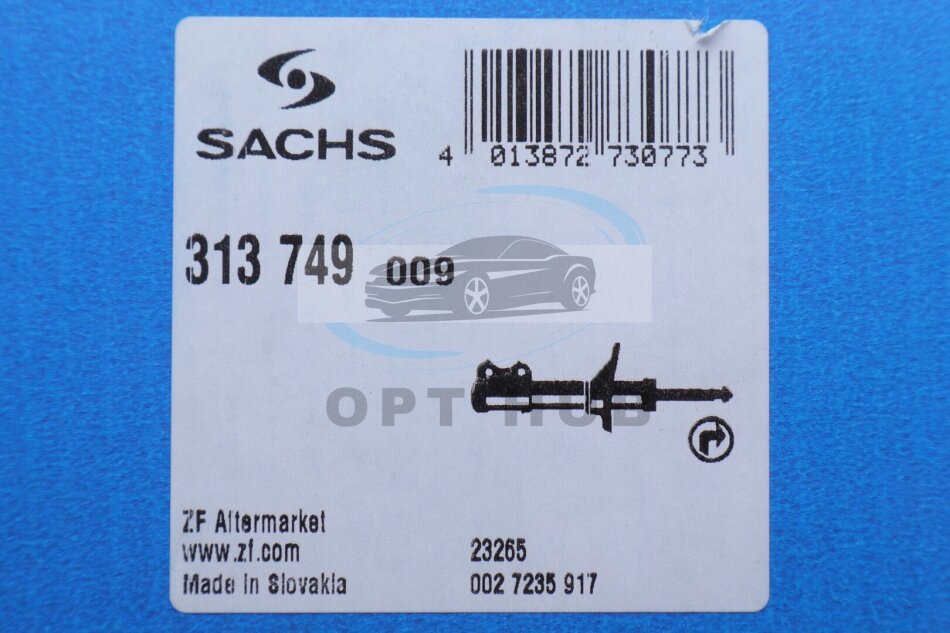 SACHS
4 013872 730773
313 749 009
OPT HUB
ZF Aftermarket
www.zf.com
Made in Slovakia
23265
002 7235 917